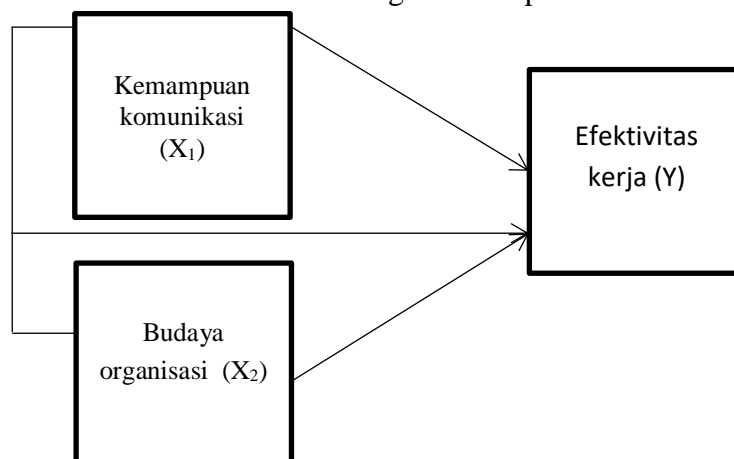 Kemampuan
komunikasi
(X₁)
Efektivitas
kerja (Y)
Budaya
organisasi (X₂)